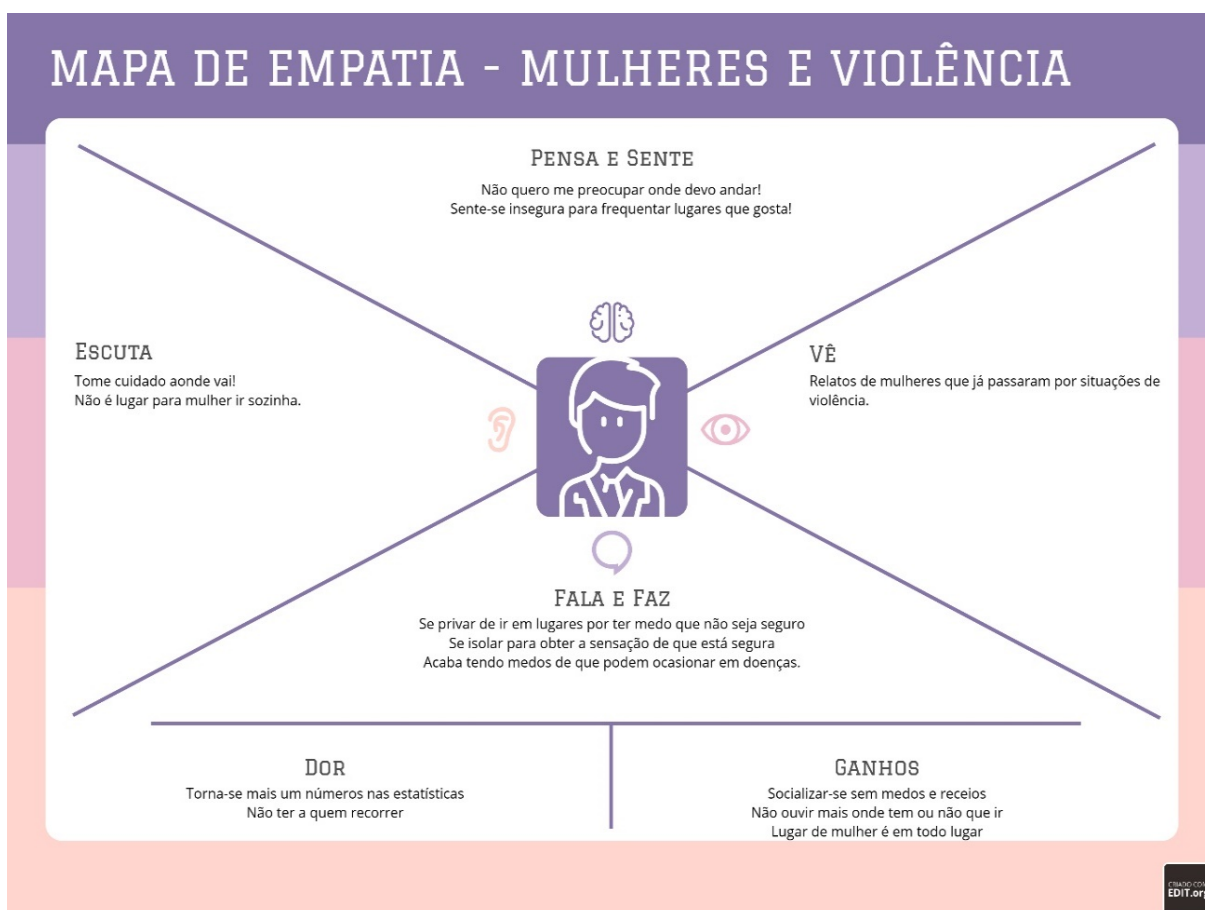 MAPA DE EMPATIA - MULHERES E VIOLÊNCIA
PENSA E SENTE
Não quero me preocupar onde devo andar!
Sente-se insegura para frequentar lugares que gosta!
ESCUTA
Tome cuidado aonde vai!
Não é lugar para mulher ir sozinha.
VÊ
Relatos de mulheres que já passaram por situações de
violência.
FALA E FAZ
Se privar de ir em lugares por ter medo que não seja seguro
Se isolar para obter a sensação de que está segura
Acaba tendo medos de que podem ocasionar em doenças.
DOR
Torna-se mais um números nas estatísticas
Não ter a quem recorrer
GANHOS
Socializar-se sem medos e receios
Não ouvir mais onde tem ou não que ir
Lugar de mulher é em todo lugar
CRIADO COM
EDIT.org